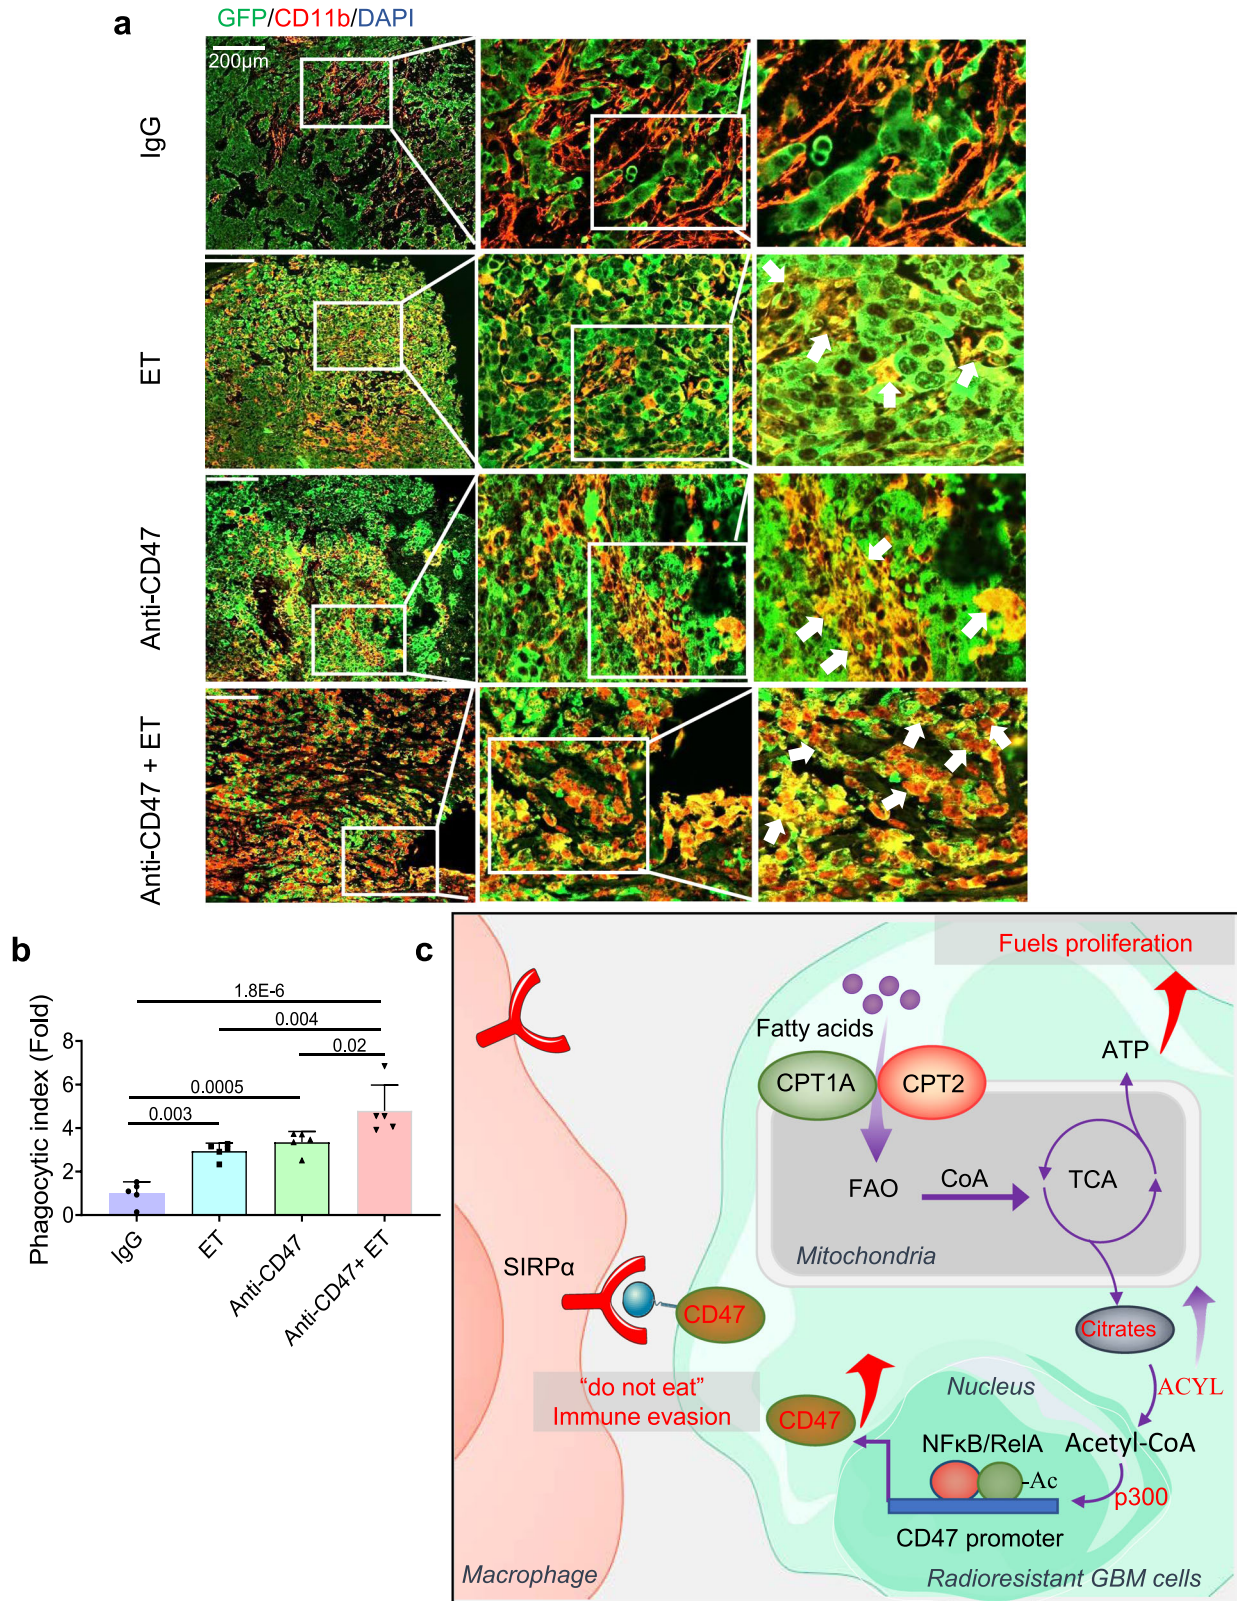 a
GFP/CD11b/DAPI
200μm
IgG
ET
Anti-CD47
Anti-CD47 + ET
b
Phagocytic index (Fold)
8
6
4
2
0
1.8E-6
0.004
0.02
0.0005
0.003
IgG
ET
Anti-CD47
Anti-CD47+ ET
c
Fuels proliferation
Fatty acids
ATP
CPT1A
CPT2
FAO
CoA
TCA
Mitochondria
SIRPα
CD47
Citrates
"do not eat"
Immune evasion
CD47
Nucleus
ACYL
NFκB/RelA
Acetyl-CoA
-Ac
p300
CD47 promoter
Macrophage
Radioresistant GBM cells